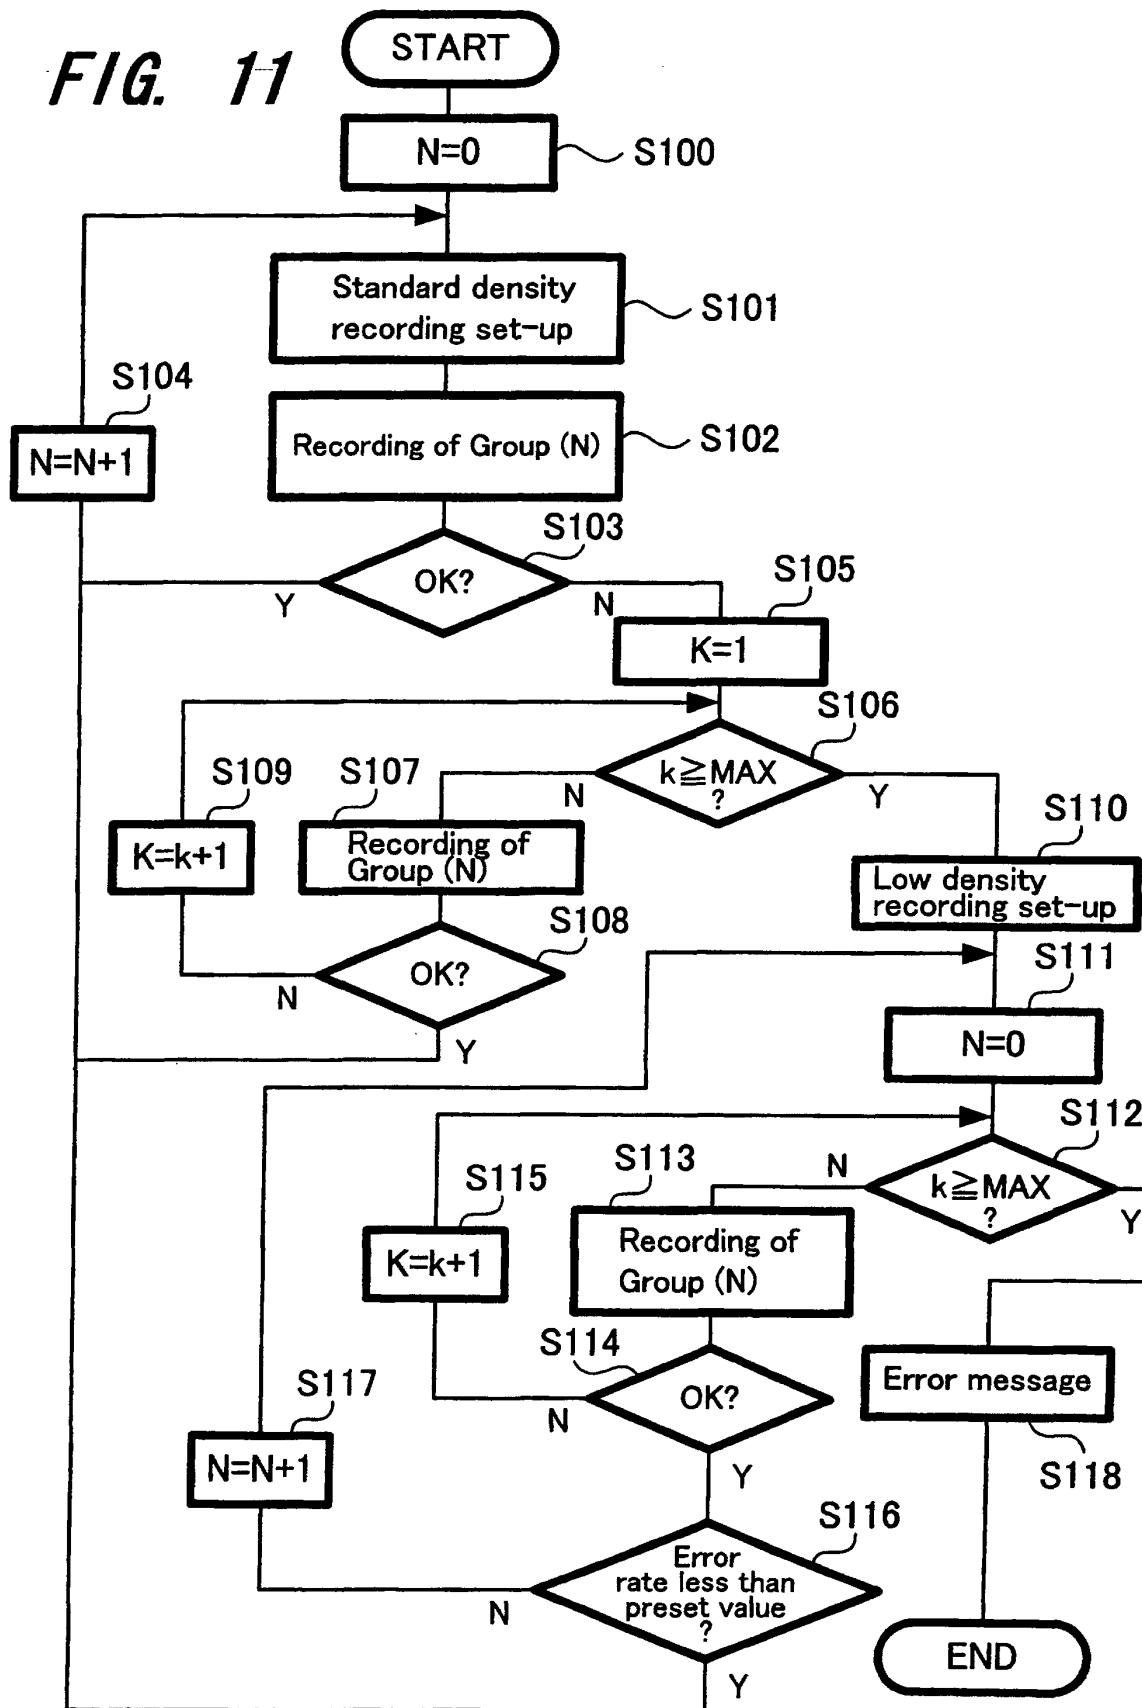 FIG. 11
START
N=0
S100
Standard density
recording set-up
S101
S104
N=N+1
Recording of Group (N)
S102
S103
OK?
Y
N
S105
K=1
S106
k≧MAX
?
N
Y
S109
K=k+1
S107
Recording of
Group (N)
S108
OK?
N
Y
S110
Low density
recording set-up
S111
N=0
S112
k≧MAX
?
N
Y
S113
Recording of
Group (N)
S115
K=k+1
S114
OK?
N
Y
S117
N=N+1
S116
Error
rate less than
preset value
?
N
Y
Error message
S118
END